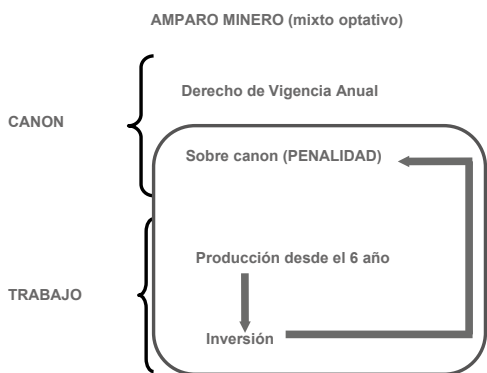 AMPARO MINERO (mixto optativo)
Derecho de Vigencia Anual
CANON
Sobre canon (PENALIDAD)
Producción desde el 6 año
TRABAJO
Inversión